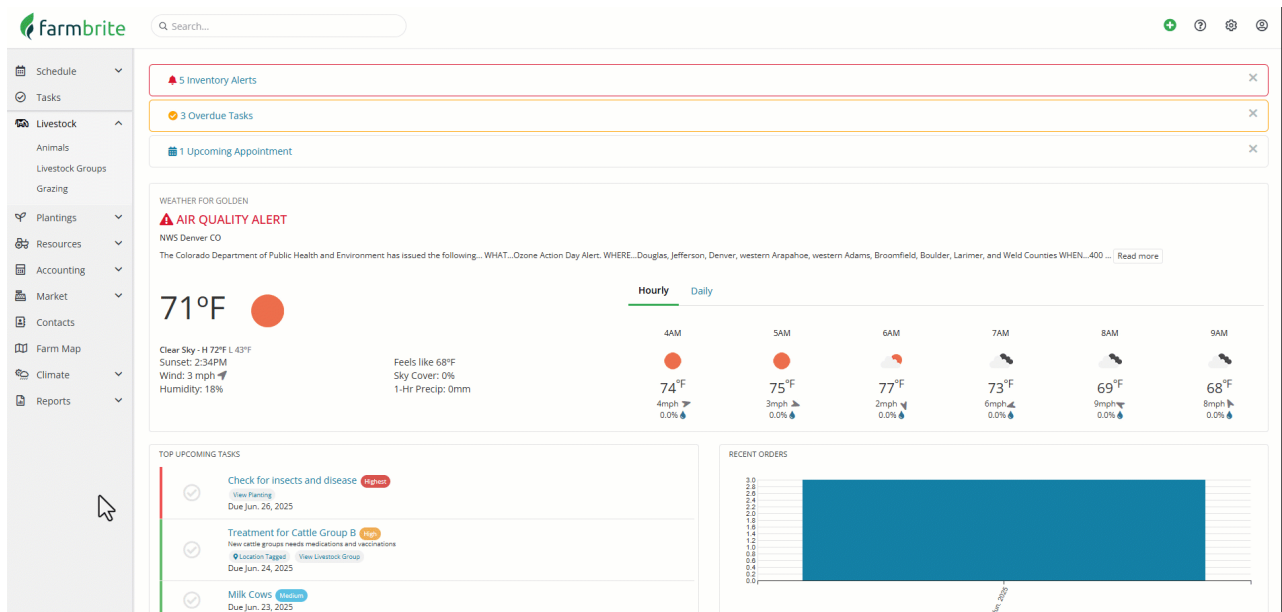 farmbrite
Search...
Schedule
Tasks
Livestock
Animals
Livestock Groups
Grazing
Plantings
Resources
Accounting
Market
Contacts
Farm Map
Climate
Reports
5 Inventory Alerts
3 Overdue Tasks
1 Upcoming Appointment
WEATHER FOR GOLDEN
AIR QUALITY ALERT
NWS Denver CO
The Colorado Department of Public Health and Environment has issued the following... WHAT...Ozone Action Day Alert. WHERE...Douglas, Jefferson, Denver, western Arapahoe, western Adams, Broomfield, Boulder, Larimer, and Weld Counties WHEN...400 ... Read more
71ºF
Clear Sky - H 72ºF L 43ºF
Sunset: 2:34PM
Wind: 3 mph
Humidity: 18%
Feels like 68ºF
Sky Cover: 0%
1-Hr Precip: 0mm
Hourly Daily
4AM 5AM 6AM 7AM 8AM 9AM
74°F 75°F 77°F 73°F 69°F 68°F
4mph 3mph 2mph 6mph 9mph 8mph
0.0% 0.0% 0.0% 0.0% 0.0% 0.0%
TOP UPCOMING TASKS
Check for insects and disease Highest
View Planting
Due Jun. 26, 2025
Treatment for Cattle Group B High
New cattle groups needs medications and vaccinations
Location Tagged View Livestock Group
Due Jun. 24, 2025
Milk Cows Medium
Due Jun. 23, 2025
RECENT ORDERS
3.0
2.8
2.6
2.4
2.2
2.0
1.8
1.6
1.4
1.2
1.0
0.8
0.6
0.4
0.2
0.0
Jun. 2025